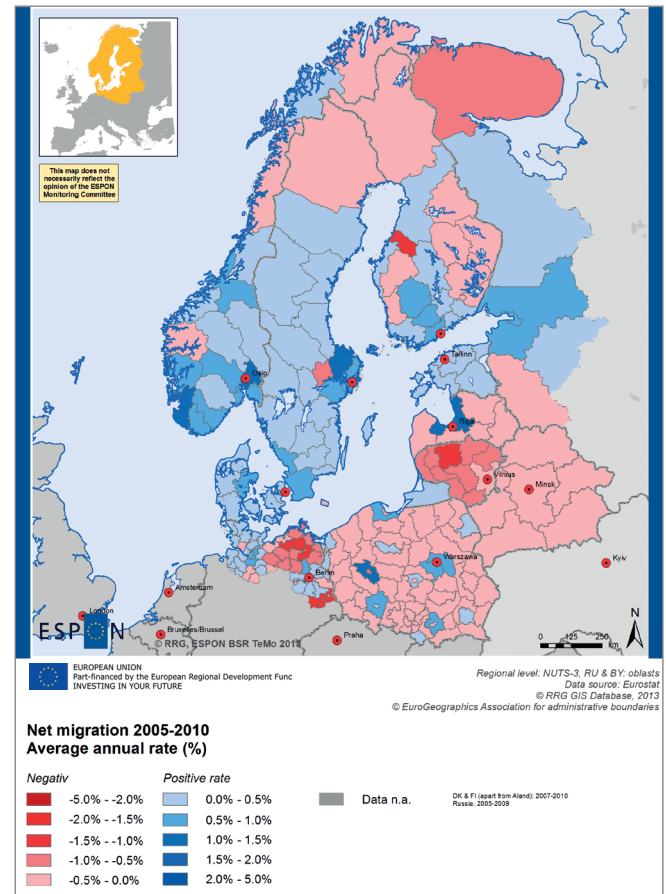 This map does not
necessarily reflect the
opinion of the ESPON
Monitoring Committee
Oslo
Tallinn
Riga
Vilnius
Minsk
Warszawa
Berlin
Kyiv
Amsterdam
London
Bruxelles/Brussel
Praha
ESPON
© RRG, ESPON BSR TeMo 2013
N
0 125 250
km
EUROPEAN UNION
Part-financed by the European Regional Development Func
INVESTING IN YOUR FUTURE
Regional level: NUTS-3, RU & BY: oblasts
Data source: Eurostat
© RRG GIS Database, 2013
© EuroGeographics Association for administrative boundaries
Net migration 2005-2010
Average annual rate (%)
Negativ Positive rate
-5.0% - -2.0% 0.0% - 0.5% Data n.a. DK & FI (apart from Aland): 2007-2010
Russia: 2005-2009
-2.0% - -1.5% 0.5% - 1.0%
-1.5% - -1.0% 1.0% - 1.5%
-1.0% - -0.5% 1.5% - 2.0%
-0.5% - 0.0% 2.0% - 5.0%